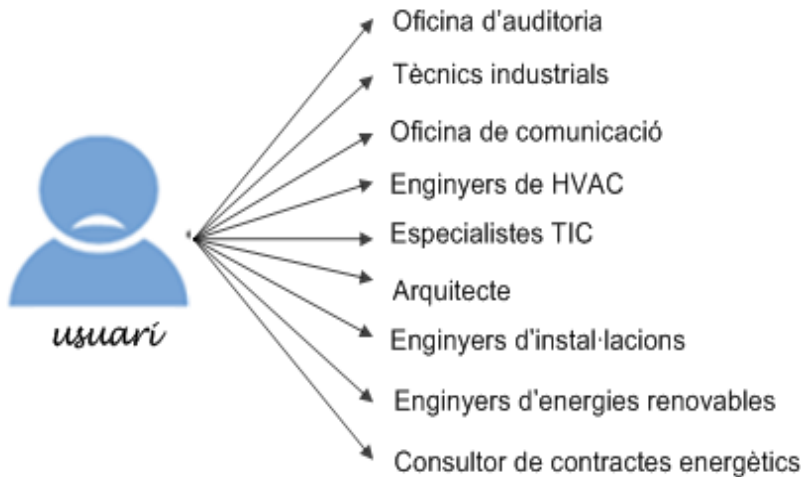 Oficina d'auditoria
Tècnics industrials
Oficina de comunicació
Enginyers de HVAC
Especialistes TIC
Arquitecte
Enginyers d'instal·lacions
Enginyers d'energies renovables
Consultor de contractes energètics
usuari